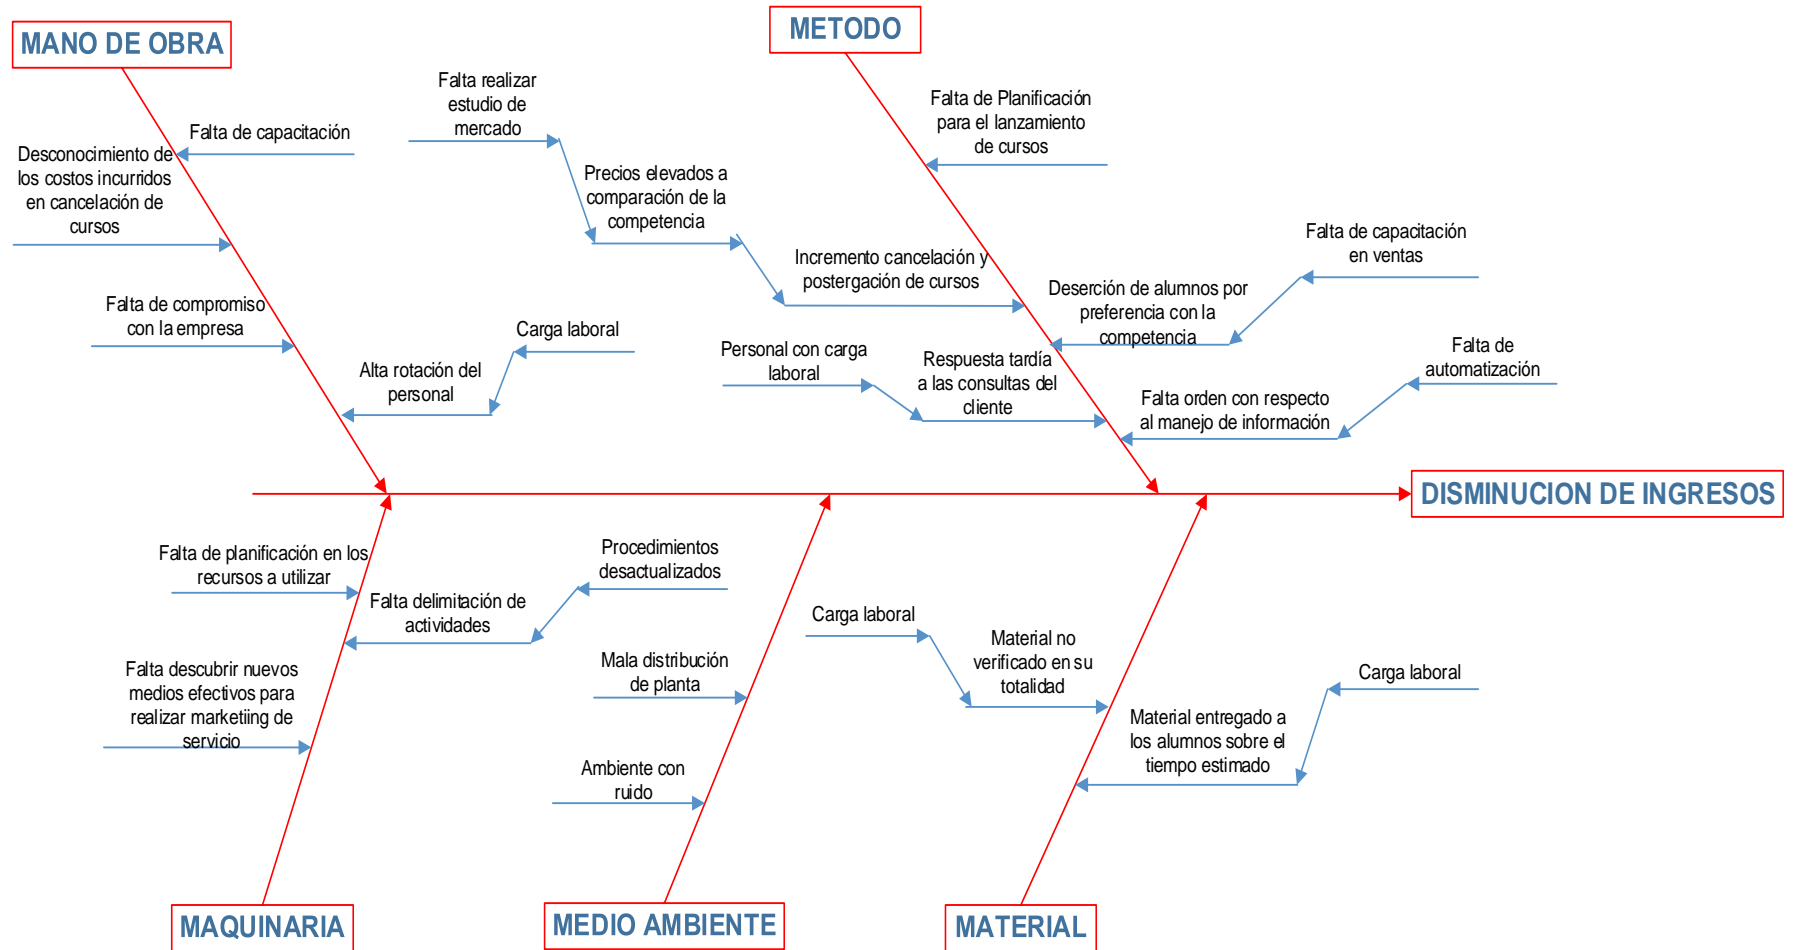 MANO DE OBRA
Falta de capacitación
Desconocimiento de
los costos incurridos
en cancelación de
cursos
Falta de compromiso
con la empresa
Carga laboral
Alta rotación del
personal
METODO
Falta realizar
estudio de
mercado
Precios elevados a
comparación de la
competencia
Incremento cancelación y
postergación de cursos
Falta de Planificación
para el lanzamiento
de cursos
Falta de capacitación
en ventas
Deserción de alumnos por
preferencia con la
competencia
Personal con carga
laboral
Respuesta tardía
a las consultas del
cliente
Falta de
automatización
Falta orden con respecto
al manejo de información
DISMINUCION DE INGRESOS
Falta de planificación en los
recursos a utilizar
Procedimientos
desactualizados
Falta delimitación de
actividades
Falta descubrir nuevos
medios efectivos para
realizar marketiing de
servicio
MAQUINARIA
Mala distribución
de planta
Ambiente con
ruido
MEDIO AMBIENTE
Carga laboral
Material no
verificado en su
totalidad
Carga laboral
Material entregado a
los alumnos sobre el
tiempo estimado
MATERIAL